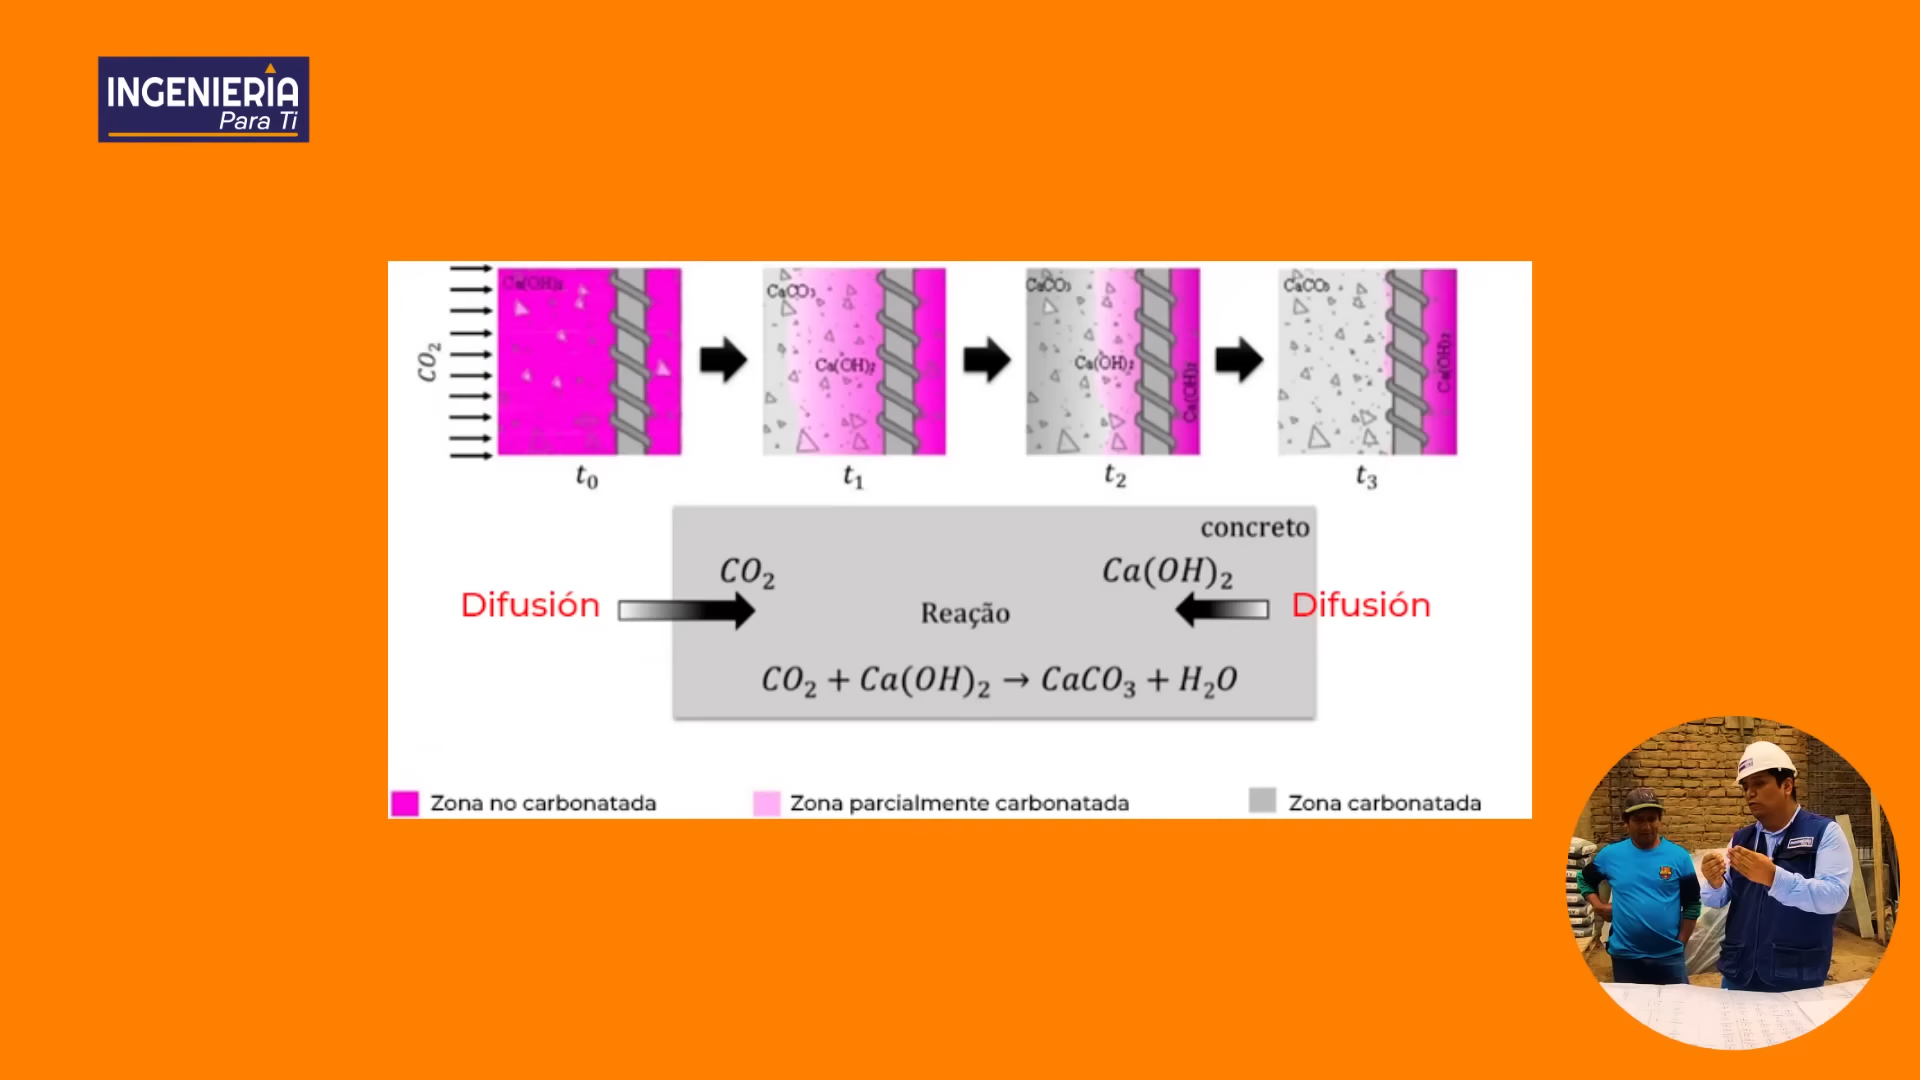 INGENIERÍA
Para Ti
CO₂
Ca(OH)₂
CaCO₃
Ca(OH)₂
CaCO₃
Ca(OH)₂
Ca(OH)₂
CaCO₃
Ca(OH)₂
t₀
t₁
t₂
t₃
concreto
CO₂
Ca(OH)₂
Difusión
Reação
Difusión
CO₂ + Ca(OH)₂ → CaCO₃ + H₂O
Zona no carbonatada
Zona parcialmente carbonatada
Zona carbonatada